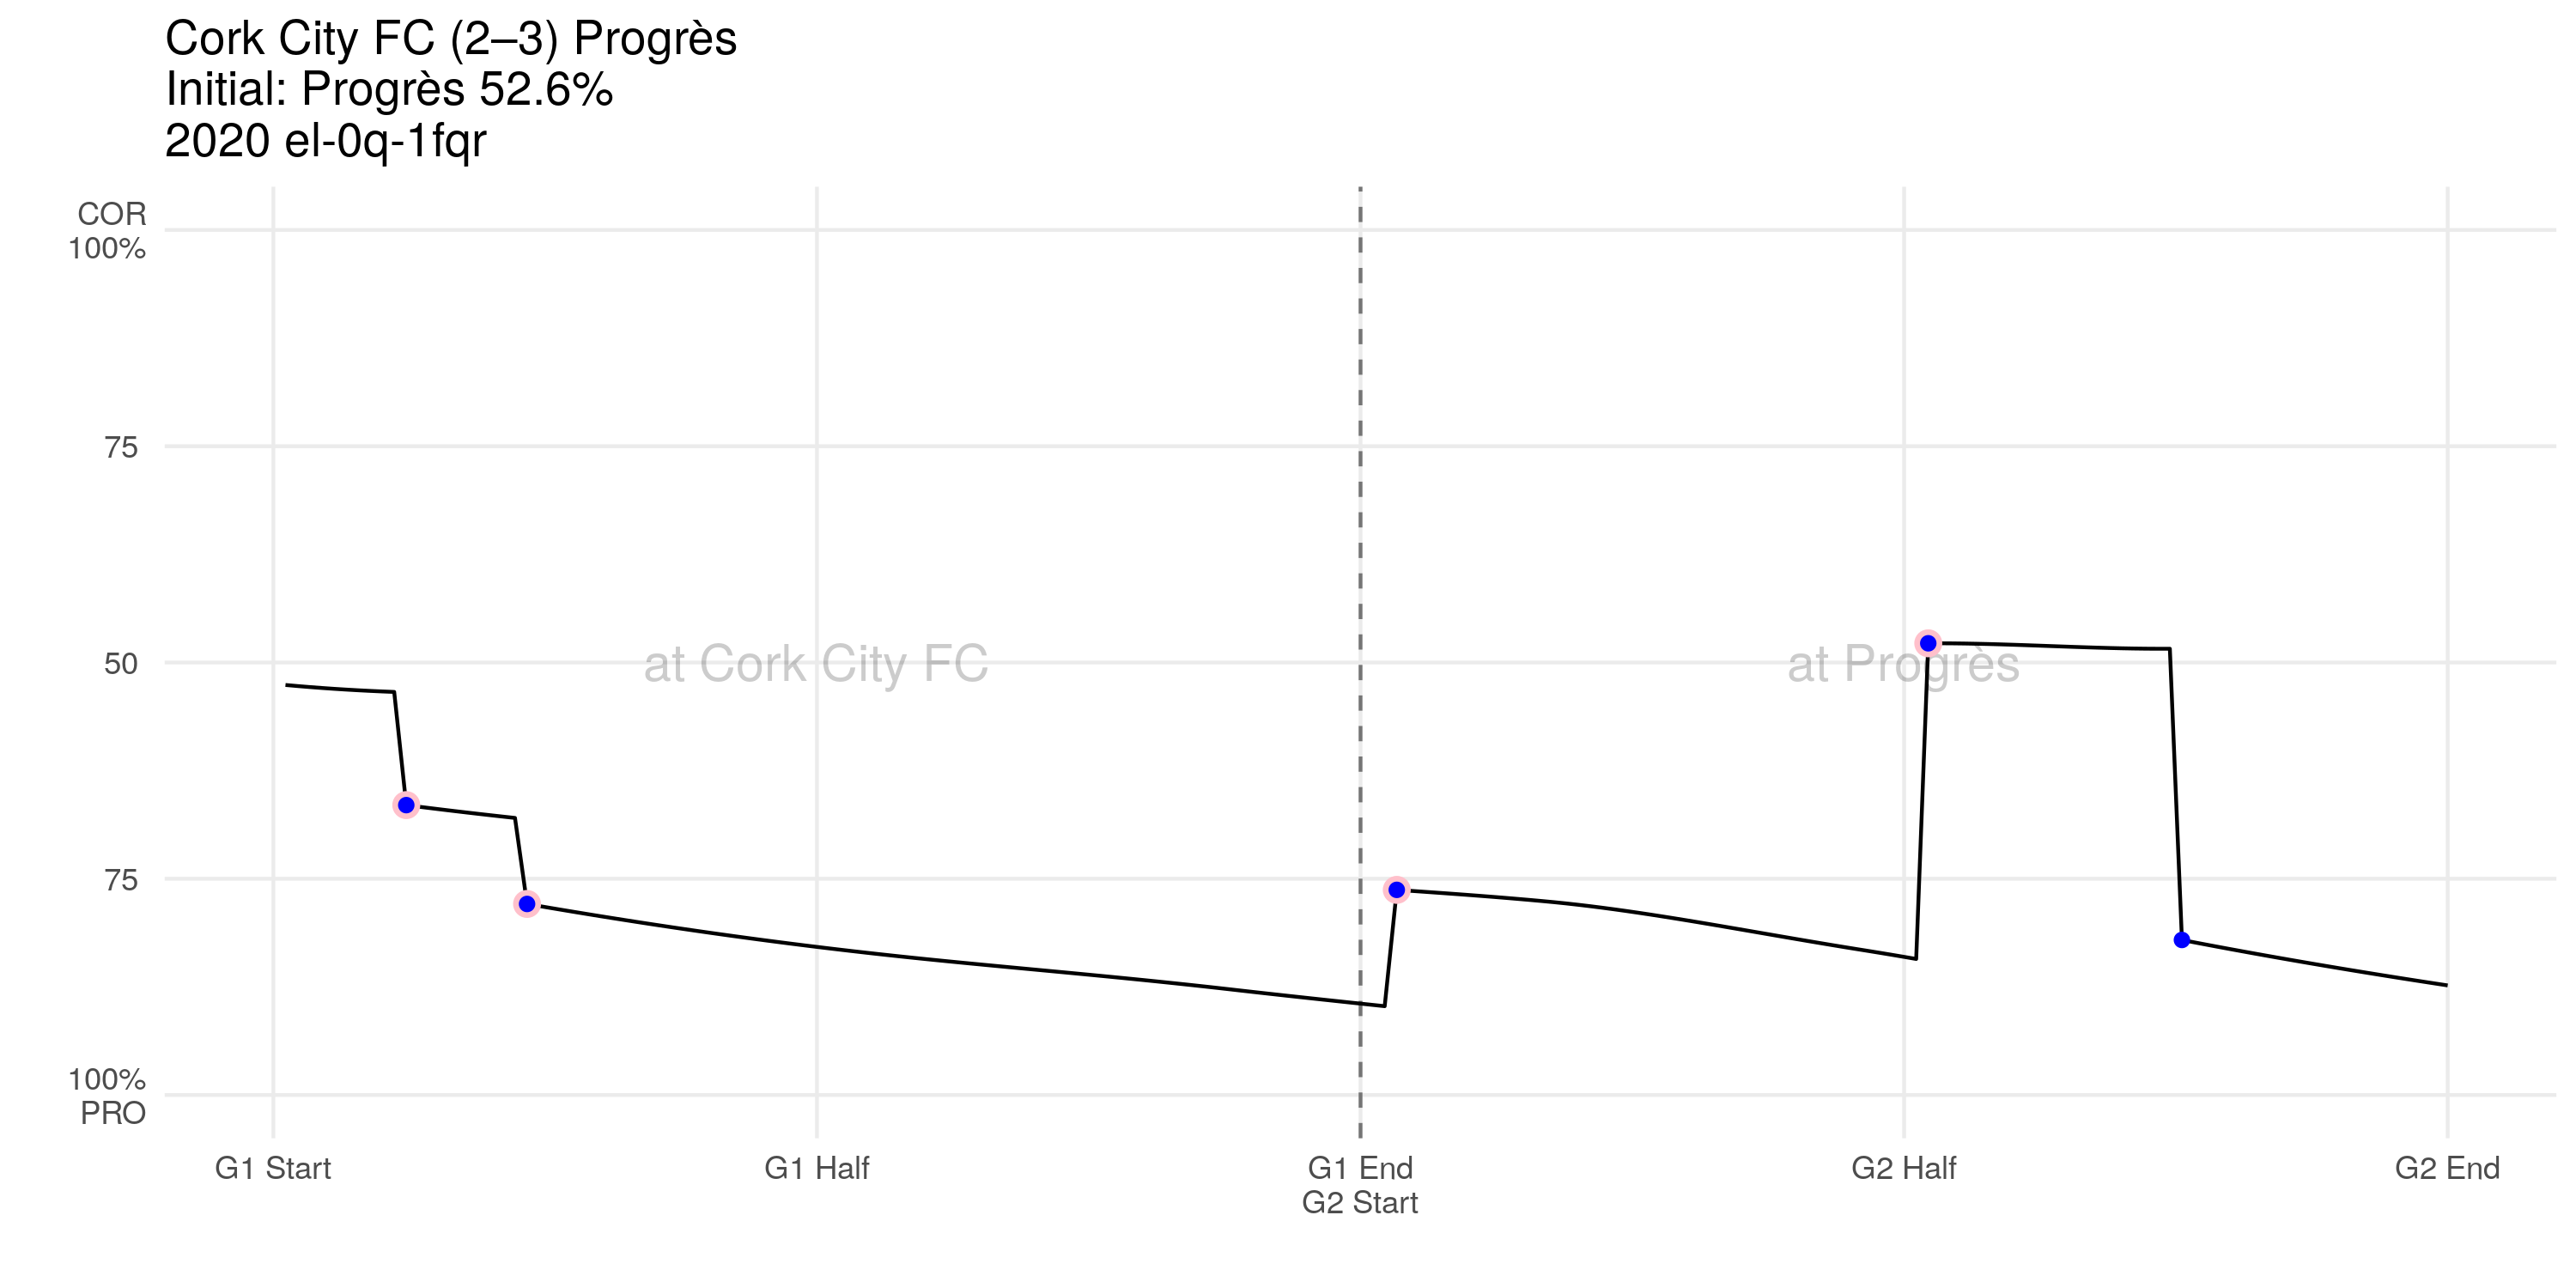 Cork City FC (2–3) Progrès
Initial: Progrès 52.6%
2020 el-0q-1fqr
COR
100%
75
50
75
100%
PRO
at Cork City FC
at Progrès
G1 Start
G1 Half
G1 End
G2 Start
G2 Half
G2 End